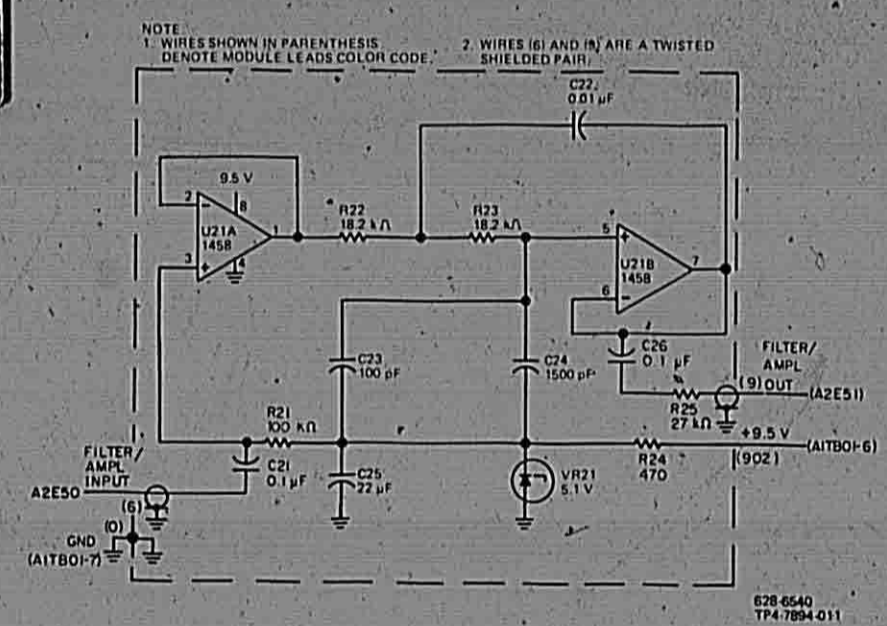 NOTE
1. WIRES SHOWN IN PARENTHESIS
DENOTE MODULE LEADS COLOR CODE.
2. WIRES (6) AND (9) ARE A TWISTED
SHIELDED PAIR.
C22
0.01 µF
9.5 V
2
8
U21A
1458
1
3
4
R22
18.2 kΩ
R23
18.2 kΩ
5
U21B
1458
7
6
C23
100 pF
C24
1500 pF
C26
0.1 µF
FILTER/
AMPL
(9) OUT
(A2E51)
R25
27 kΩ
R21
100 kΩ
+9.5 V
(A1TB01-6)
R24
470
(902)
FILTER/
AMPL
INPUT
A2E50
C21
0.1 µF
C25
22 µF
VR21
5.1 V
(6)
(0)
GND
(A1TB01-7)
628-6540
TP4-7894-011